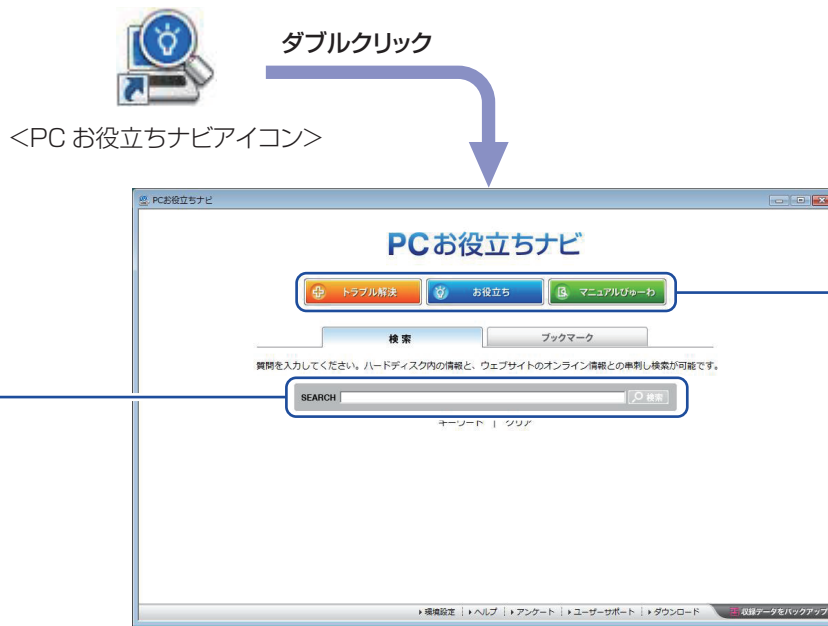 ダブルクリック
<PC お役立ちナビアイコン>
PCお役立ちナビ
PCお役立ちナビ
トラブル解決 お役立ち マニュアルびゅーわ
検索 ブックマーク
質問を入力してください。ハードディスク内の情報と、ウェブサイトのオンライン情報との串刺し検索が可能です。
SEARCH 検索
キーワード | クリア
環境設定 ヘルプ アンケート ユーザーサポート ダウンロード 収録データをバックアップ